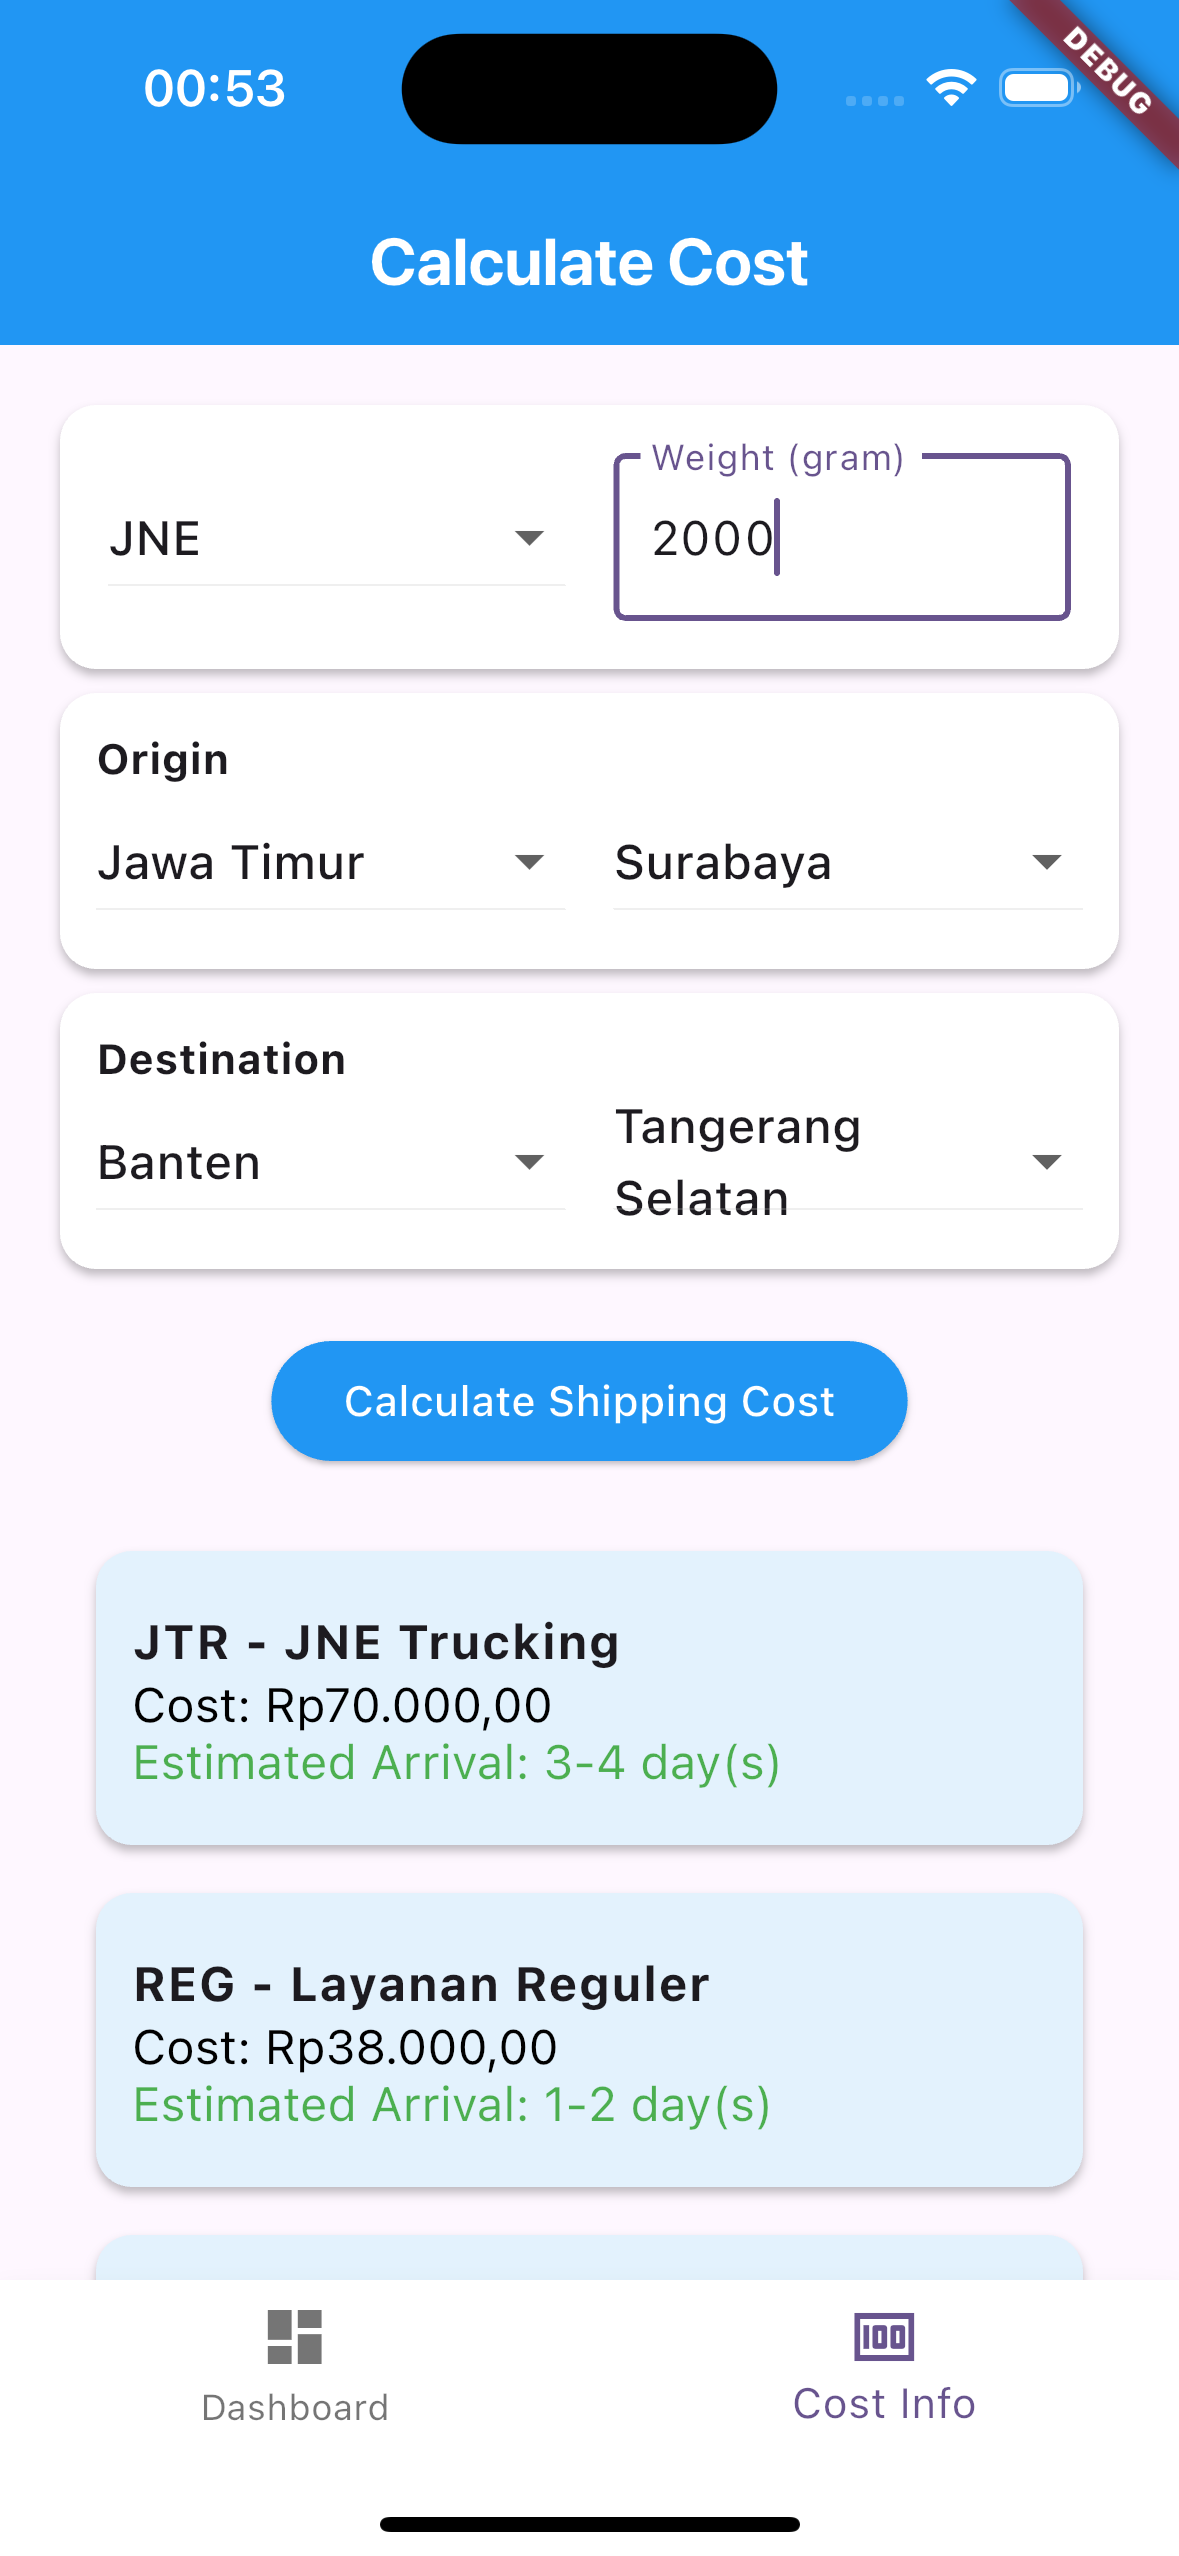 00:53
DEBUG
Calculate Cost
Weight (gram)
JNE
2000
Origin
Jawa Timur
Surabaya
Destination
Banten
Tangerang
Selatan
Calculate Shipping Cost
JTR - JNE Trucking
Cost: Rp70.000,00
Estimated Arrival: 3-4 day(s)
REG - Layanan Reguler
Cost: Rp38.000,00
Estimated Arrival: 1-2 day(s)
100
Dashboard
Cost Info